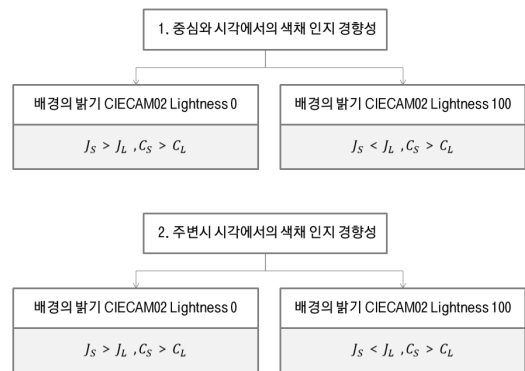 1. 중심와 시각에서의 색채 인지 경향성
배경의 밝기 CIECAM02 Lightness 0
배경의 밝기 CIECAM02 Lightness 100
J_S > J_L , C_S > C_L
J_S < J_L , C_S > C_L
2. 주변시 시각에서의 색채 인지 경향성
배경의 밝기 CIECAM02 Lightness 0
배경의 밝기 CIECAM02 Lightness 100
J_S > J_L , C_S > C_L
J_S < J_L , C_S > C_L